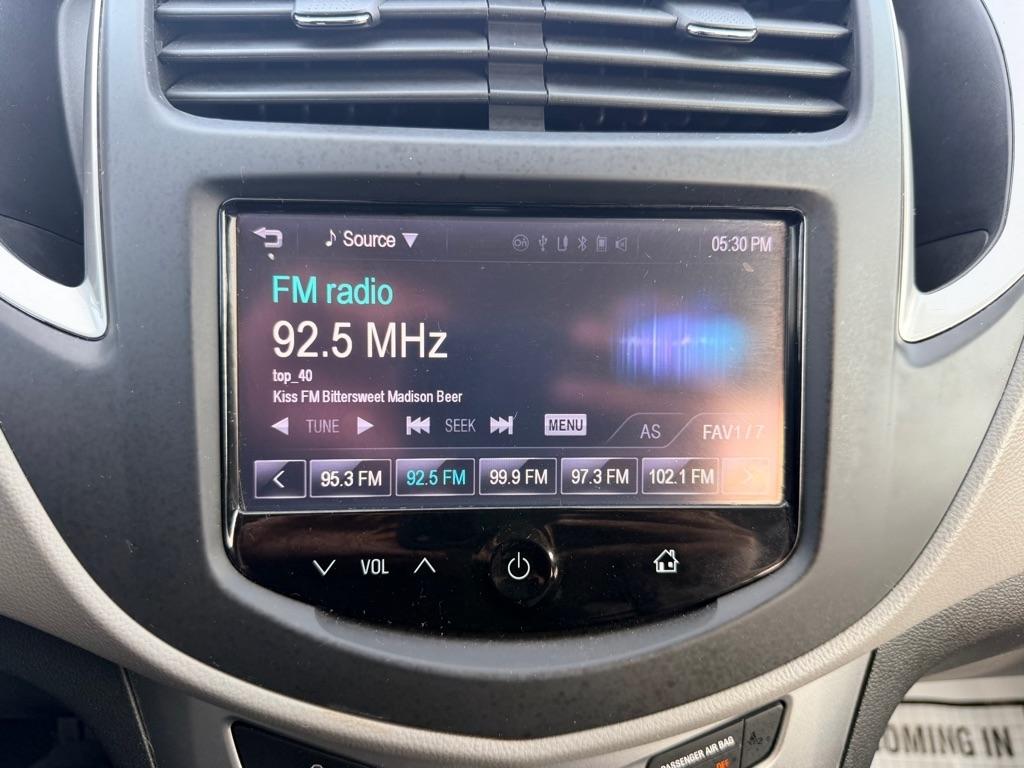 Source 05:30 PM
FM radio
92.5 MHz
top_40
Kiss FM Bittersweet Madison Beer
TUNE SEEK MENU AS FAV1 / 7
95.3 FM 92.5 FM 99.9 FM 97.3 FM 102.1 FM
VOL
PASSENGER AIR BAG
OFF
OMING IN